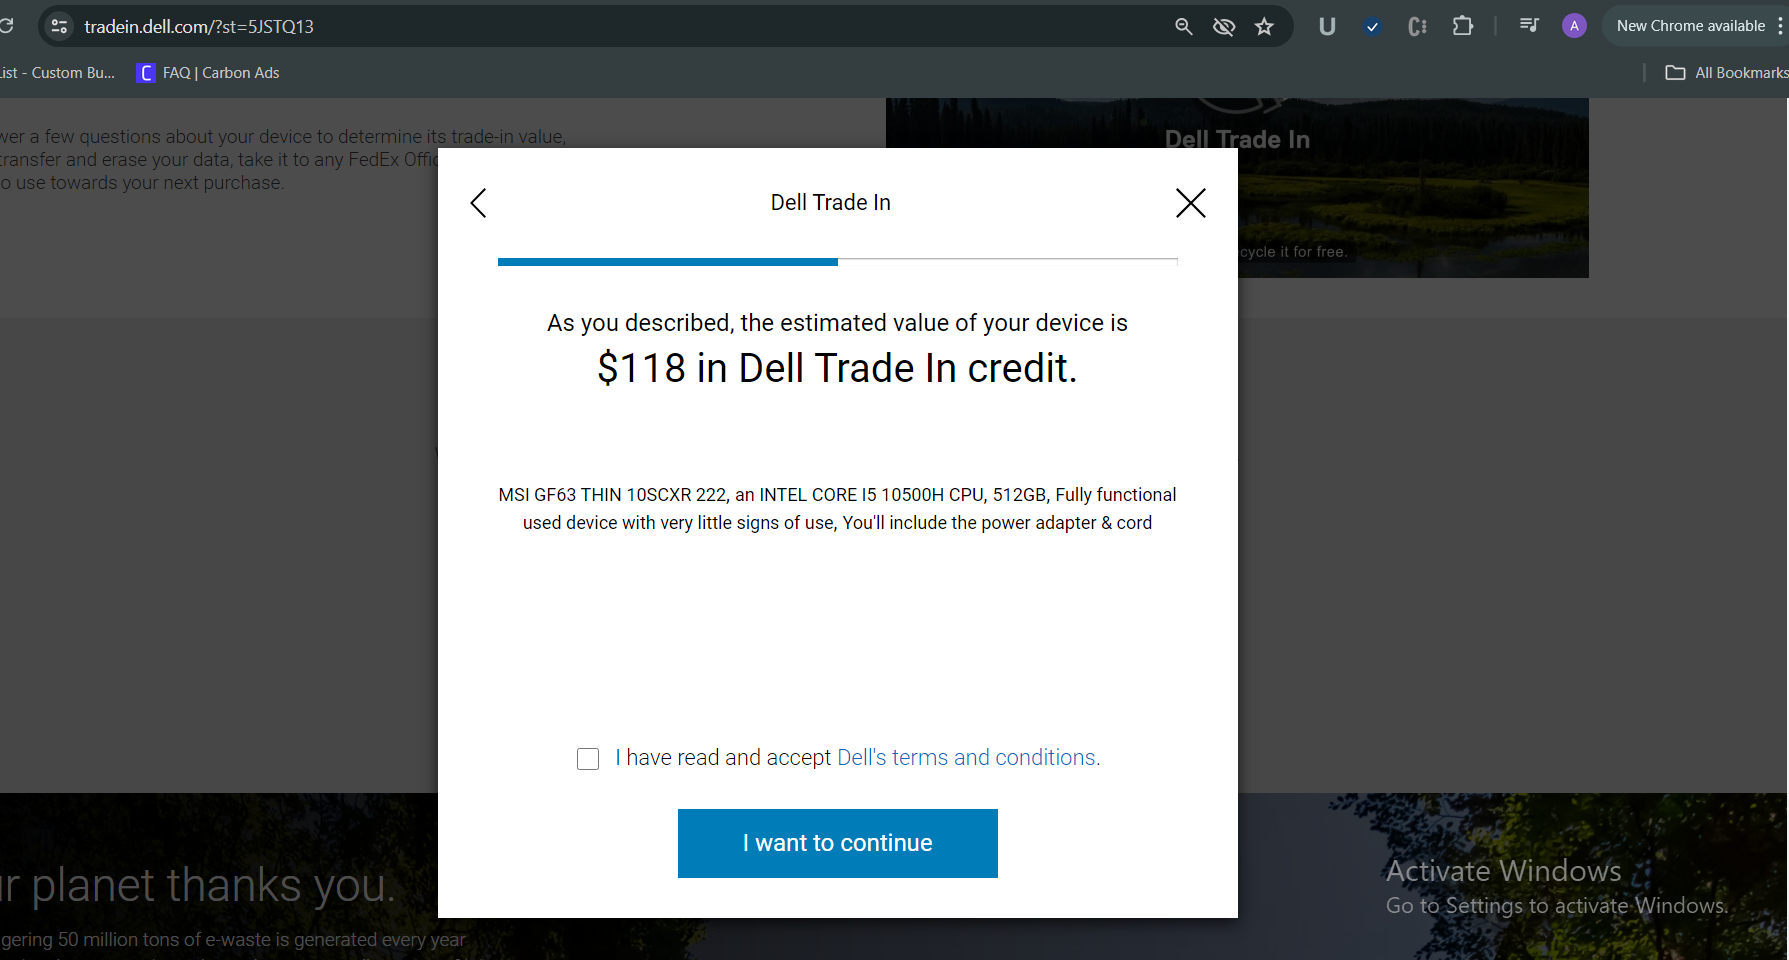 tradein.dell.com/?st=5JSTQ13
New Chrome available
ist - Custom Bu...
C FAQ | Carbon Ads
All Bookmarks
wer a few questions about your device to determine its trade-in value,
transfer and erase your data, take it to any FedEx Offic
o use towards your next purchase.
Dell Trade In
cycle it for free.
Dell Trade In
As you described, the estimated value of your device is
$118 in Dell Trade In credit.
MSI GF63 THIN 10SCXR 222, an INTEL CORE I5 10500H CPU, 512GB, Fully functional
used device with very little signs of use, You'll include the power adapter & cord
I have read and accept Dell's terms and conditions.
I want to continue
r planet thanks you.
gering 50 million tons of e-waste is generated every year
Activate Windows
Go to Settings to activate Windows.